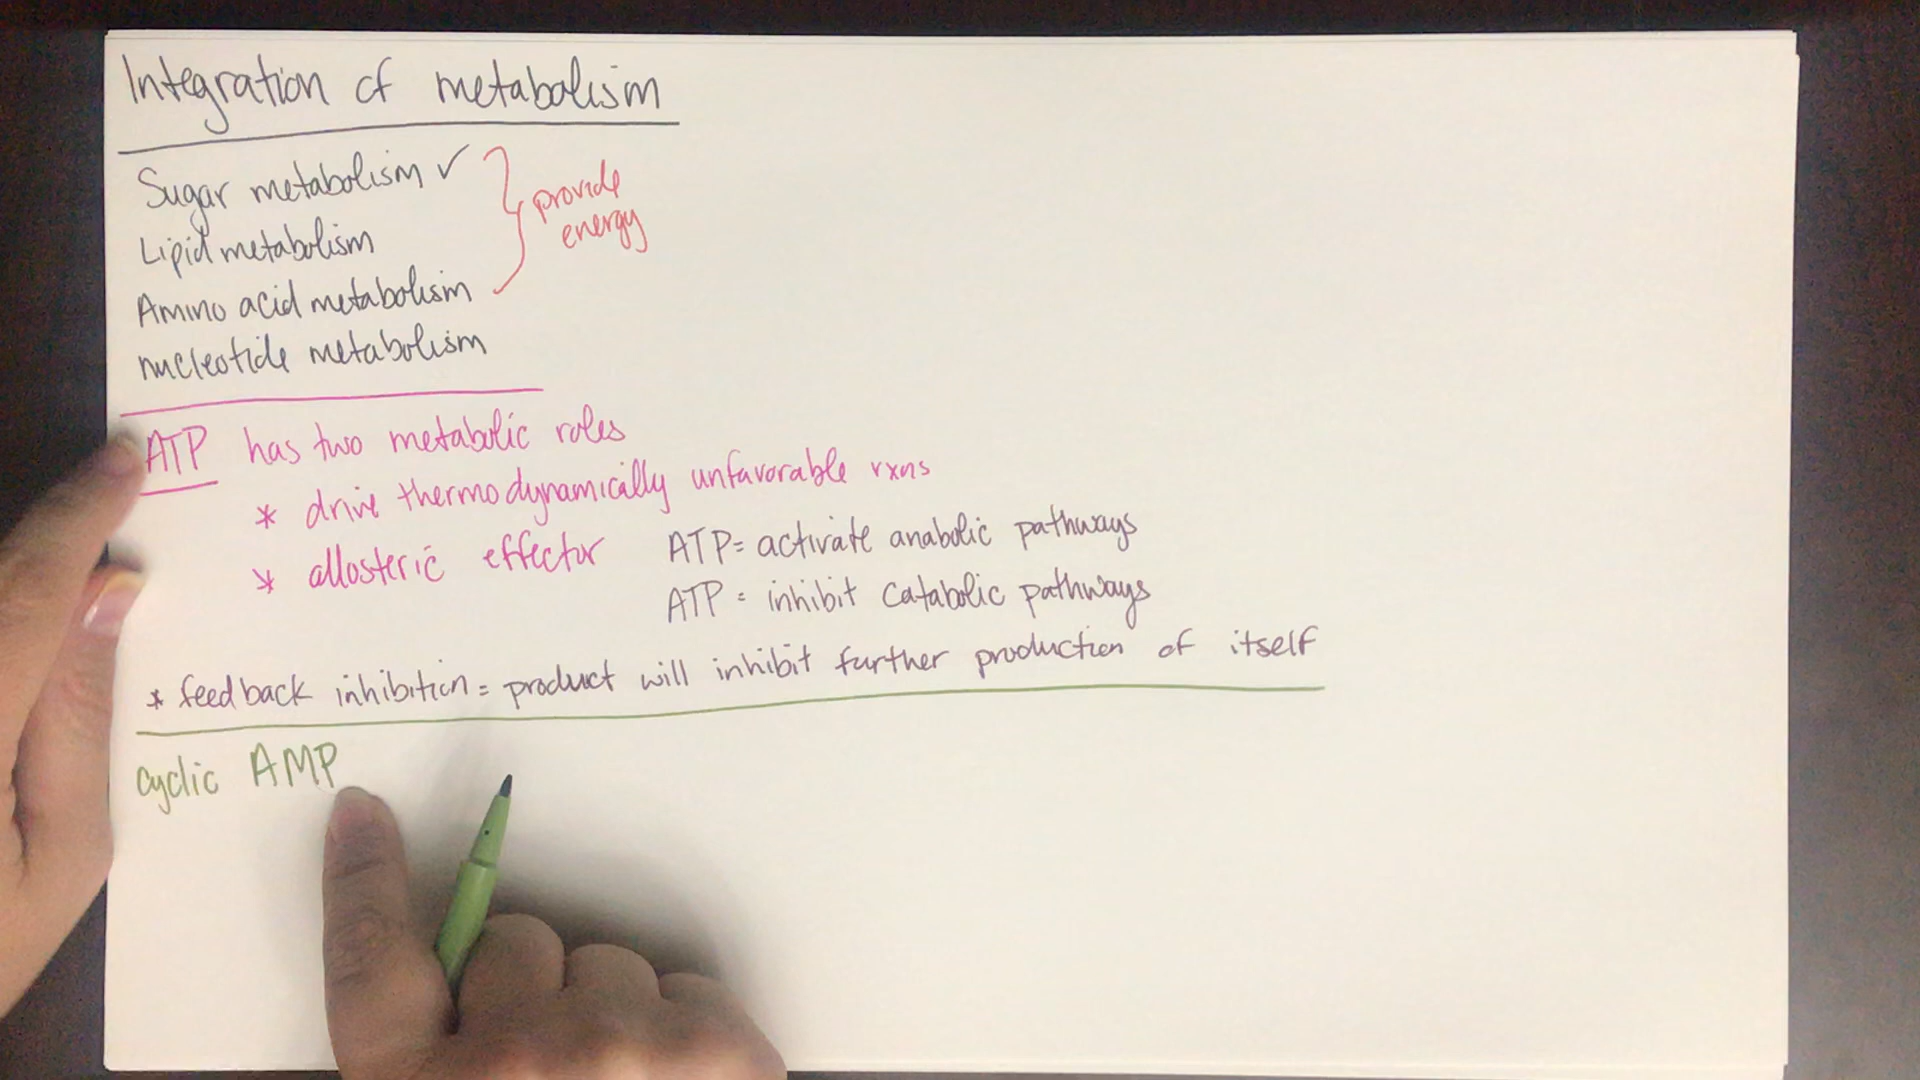 Integration of metabolism
Sugar metabolism ✓
provide
energy
Lipid metabolism
Amino acid metabolism
nucleotide metabolism
ATP has two metabolic roles
* drive thermodynamically unfavorable rxns
* allosteric effector ATP = activate anabolic pathways
ATP = inhibit catabolic pathways
* feedback inhibition = product will inhibit further production of itself
cyclic AMP